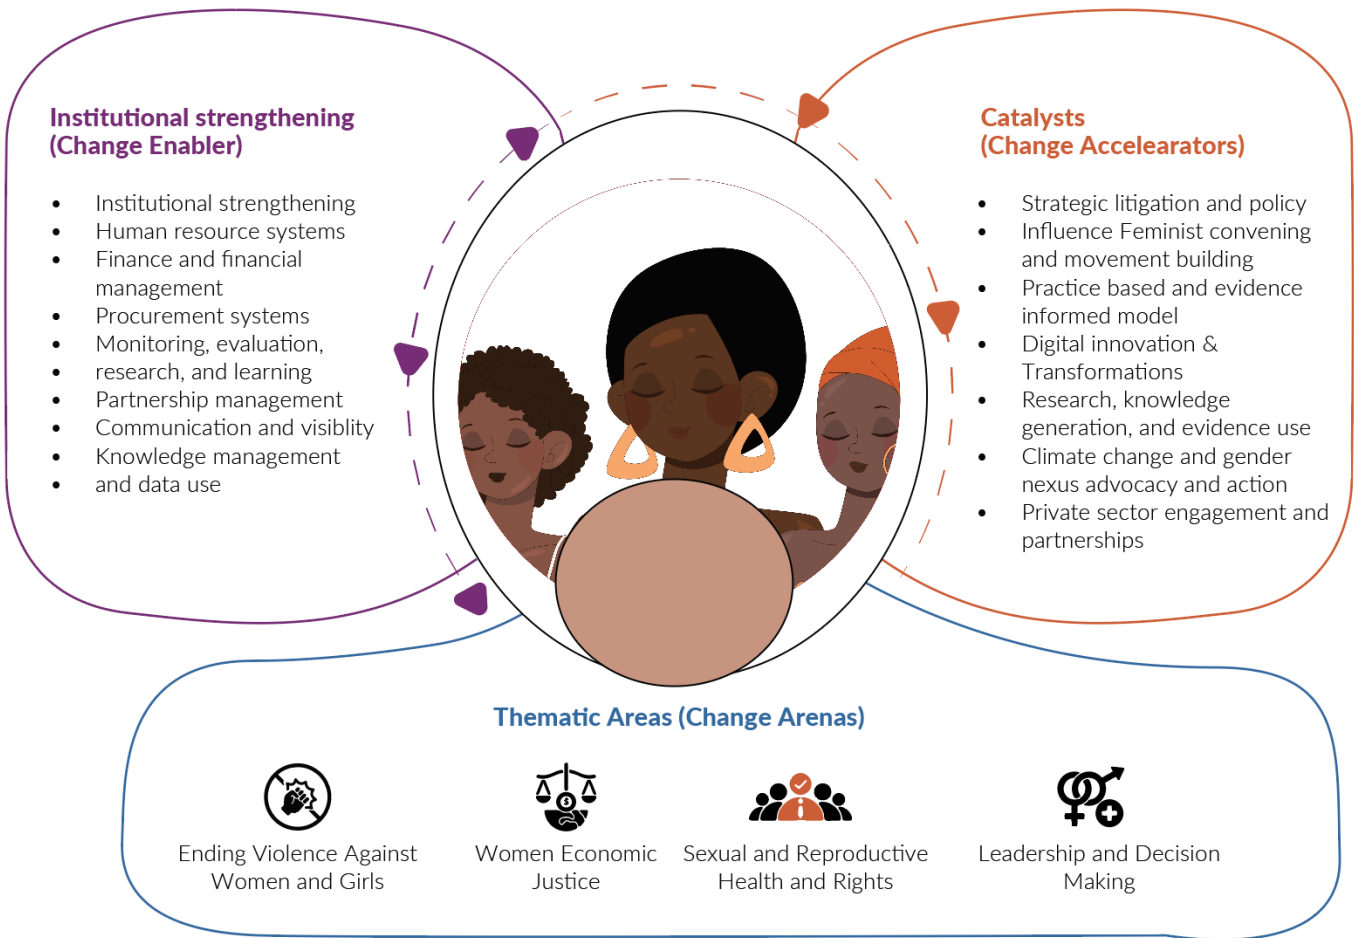 Institutional strengthening
(Change Enabler)
• Institutional strengthening
• Human resource systems
• Finance and financial
management
• Procurement systems
• Monitoring, evaluation,
• research, and learning
• Partnership management
• Communication and visiblity
• Knowledge management
• and data use
Catalysts
(Change Accelearators)
• Strategic litigation and policy
• Influence Feminist convening
and movement building
• Practice based and evidence
informed model
• Digital innovation &
Transformations
• Research, knowledge
generation, and evidence use
• Climate change and gender
nexus advocacy and action
• Private sector engagement and
partnerships
Thematic Areas (Change Arenas)
$
Ending Violence Against
Women and Girls
Women Economic
Justice
Sexual and Reproductive
Health and Rights
Leadership and Decision
Making